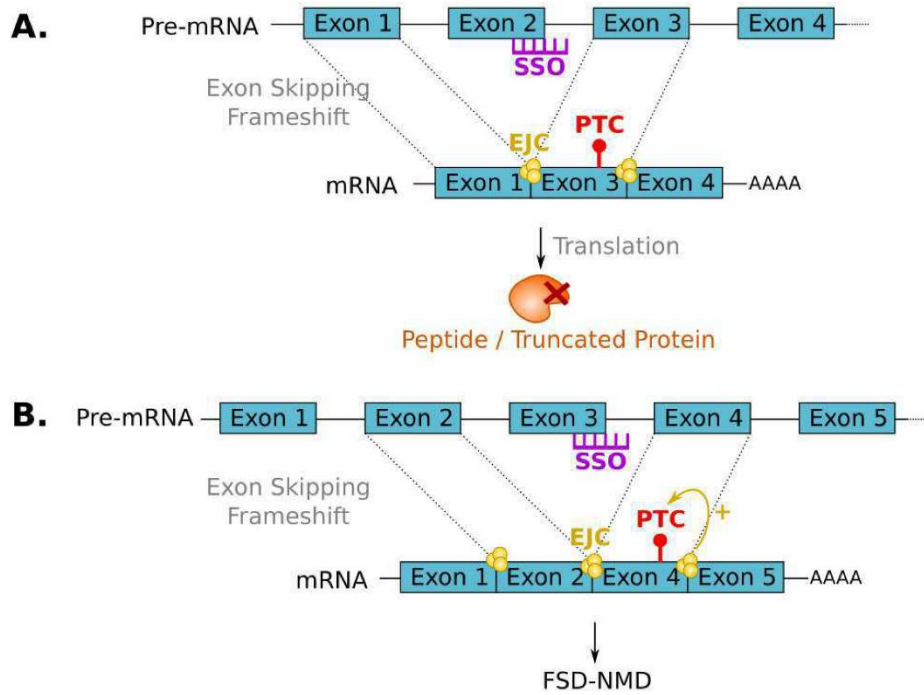 A.
Pre-mRNA
Exon 1 Exon 2 Exon 3 Exon 4
SSO
Exon Skipping
Frameshift
EJC
PTC
mRNA
Exon 1 Exon 3 Exon 4
AAAA
Translation
Peptide / Truncated Protein
B.
Pre-mRNA
Exon 1 Exon 2 Exon 3 Exon 4 Exon 5
SSO
Exon Skipping
Frameshift
EJC
PTC
+
mRNA
Exon 1 Exon 2 Exon 4 Exon 5
AAAA
FSD-NMD